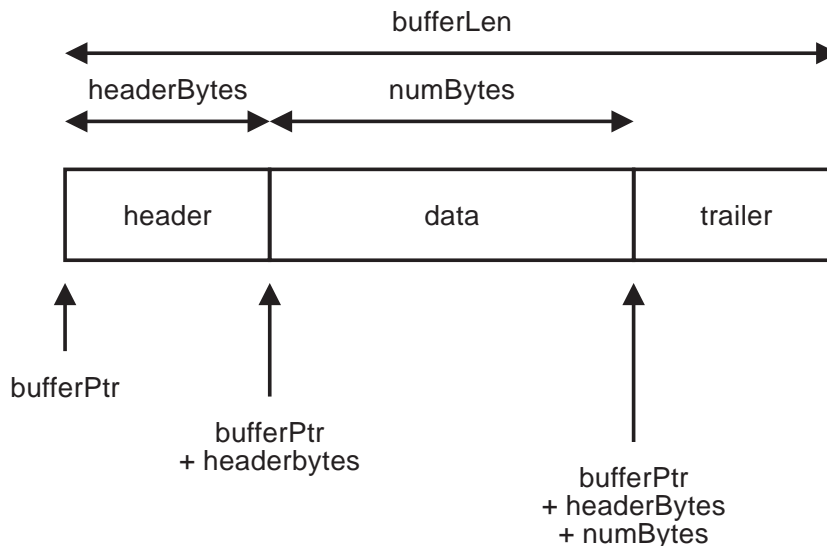 bufferLen
headerBytes
numBytes
header
data
trailer
bufferPtr
bufferPtr
+ headerbytes
bufferPtr
+ headerBytes
+ numBytes